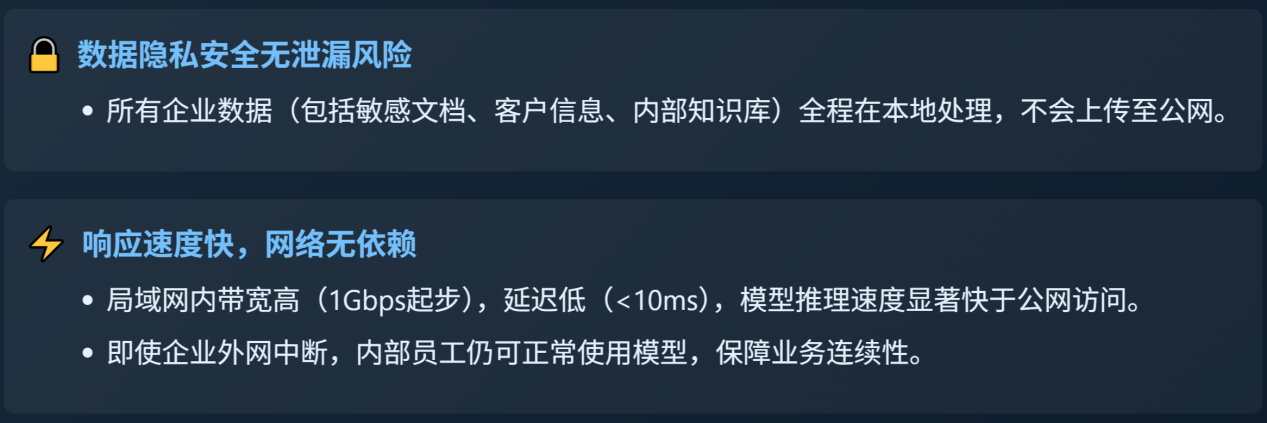 数据隐私安全无泄漏风险
• 所有企业数据（包括敏感文档、客户信息、内部知识库）全程在本地处理，不会上传至公网。
响应速度快，网络无依赖
• 局域网内带宽高（1Gbps起步），延迟低（<10ms），模型推理速度显著快于公网访问。
• 即使企业外网中断，内部员工仍可正常使用模型，保障业务连续性。